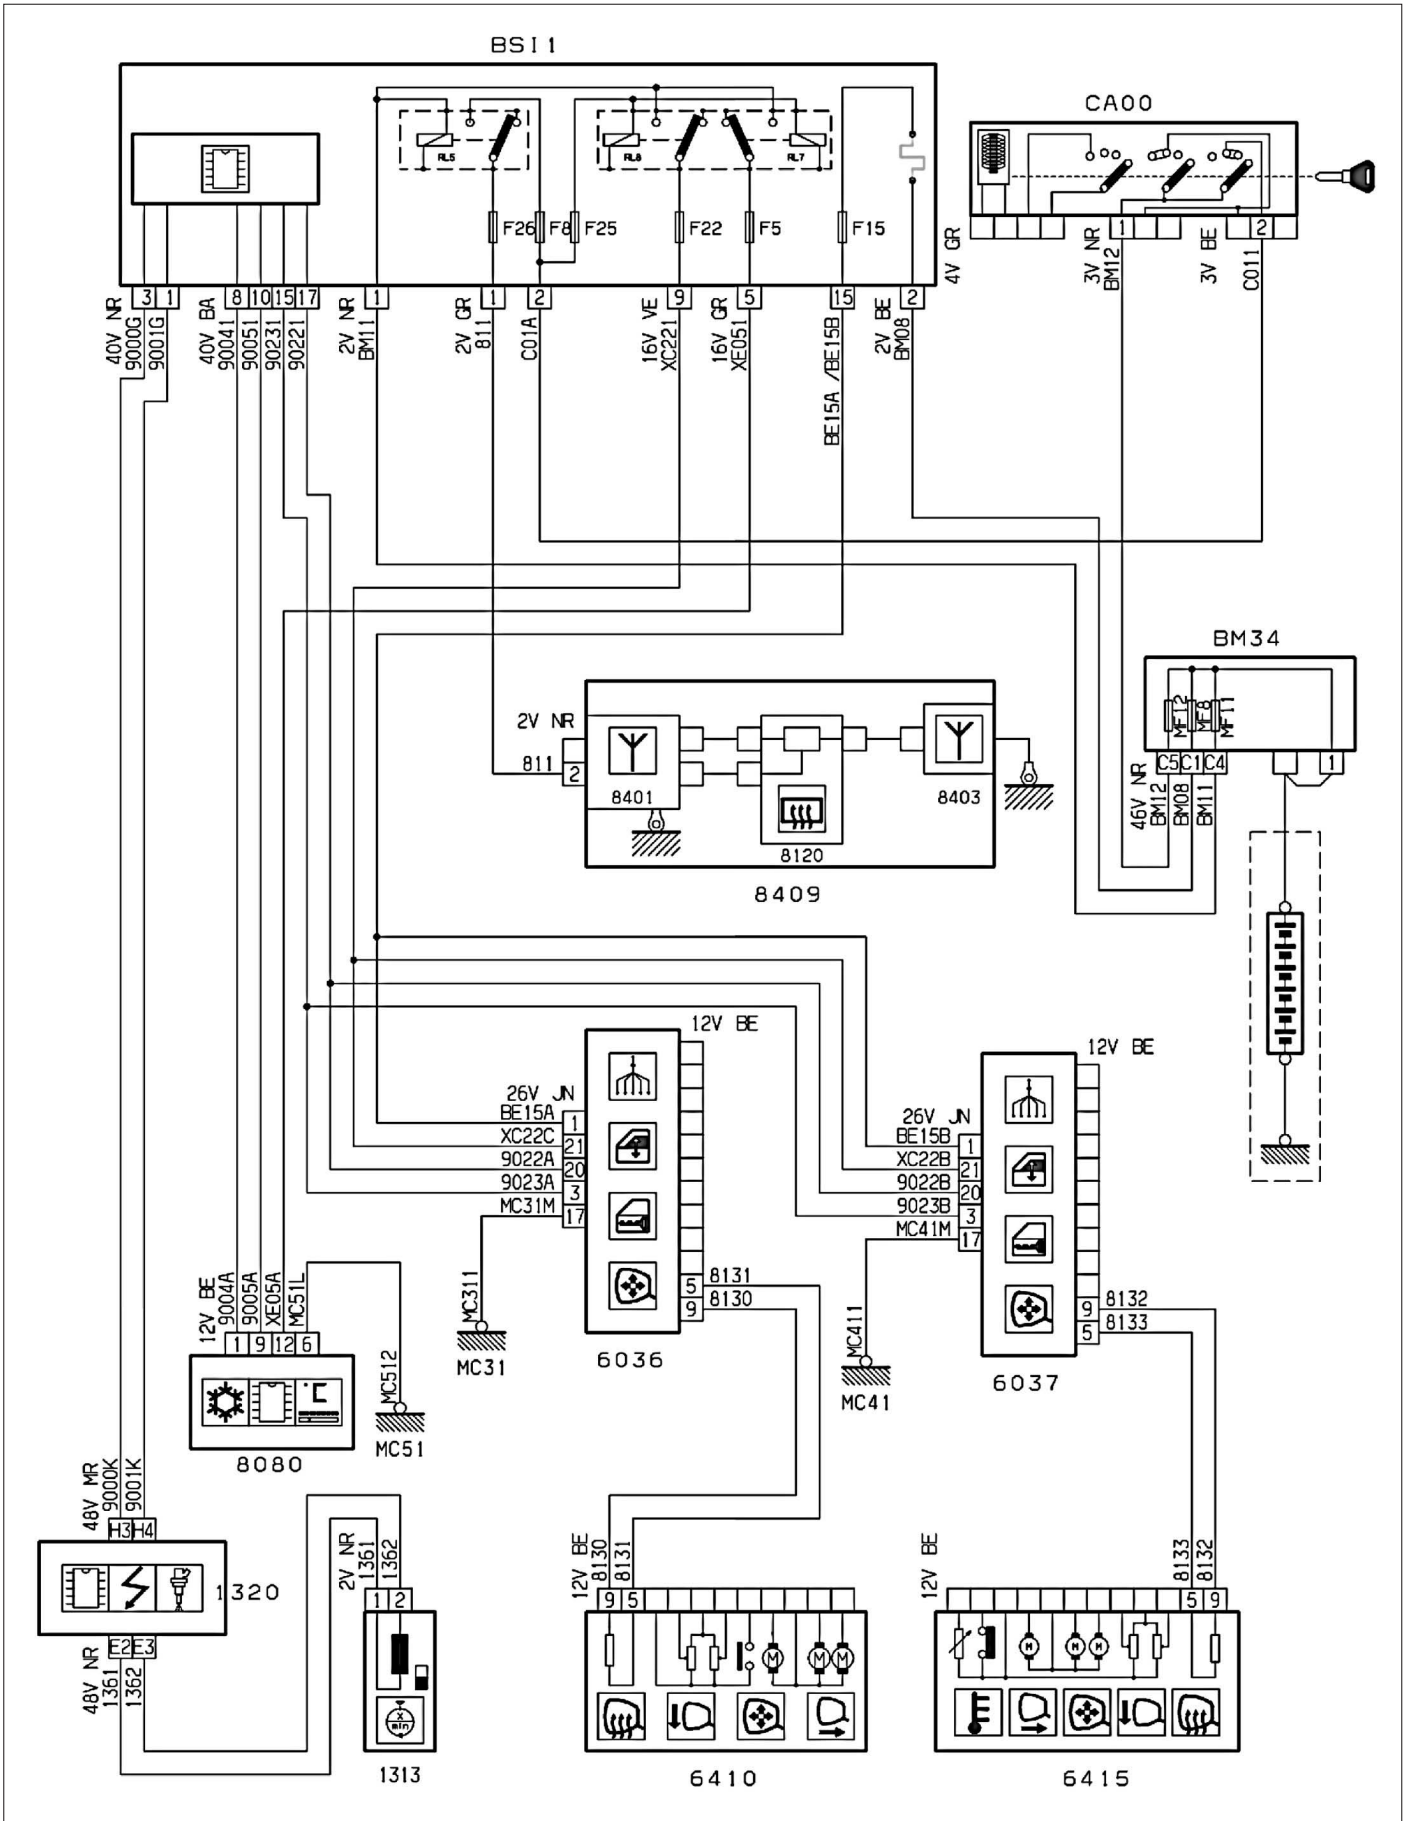 BSI1
CA00
RL5
RL8
RL7
F26
F8
F25
F22
F5
F15
40V NR
3
1
9000G
9001G
40V BA
8
10
15
17
90041
90051
90231
90221
2V NR
1
BM11
2V GR
1
811
2
C01A
16V VE
9
XC221
16V GR
5
XE051
15
BE15A /BE15B
2V BE
2
BM08
4V GR
3V NR
1
BM12
3V BE
2
C011
BM34
MF12
MF8
MF11
46V NR
C5
C1
C4
1
BM12
BM08
BM11
2V NR
811
2
8401
8403
8120
8409
12V BE
26V JN
BE15A
1
XC22C
21
9022A
20
9023A
3
MC31M
17
MC311
MC31
5
8131
9
8130
6036
12V BE
26V JN
BE15B
1
XC22B
21
9022B
20
9023B
3
MC41M
17
MC411
MC41
9
8132
5
8133
6037
12V BE
9004A
9005A
XE05A
MC51L
1
9
12
6
°C
8080
MC512
MC51
48V MR
9000K
9001K
H3
H4
1320
E2
E3
48V NR
1361
1362
2V NR
1361
1362
1
2
x
min
1313
12V BE
8130
8131
9
5
M
M
M
6410
12V BE
8133
8132
5
9
M
M
M
6415